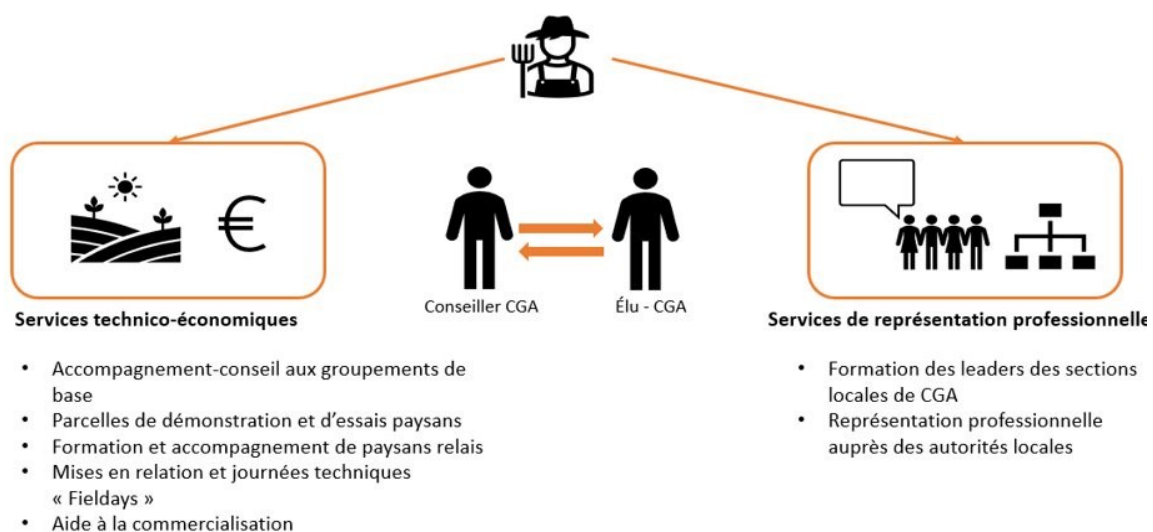 Conseiller CGA
Élu - CGA
Services technico-économiques
• Accompagnement-conseil aux groupements de
base
• Parcelles de démonstration et d'essais paysans
• Formation et accompagnement de paysans relais
• Mises en relation et journées techniques
« Fieldays »
• Aide à la commercialisation
Services de représentation professionnelle
• Formation des leaders des sections
locales de CGA
• Représentation professionnelle
auprès des autorités locales